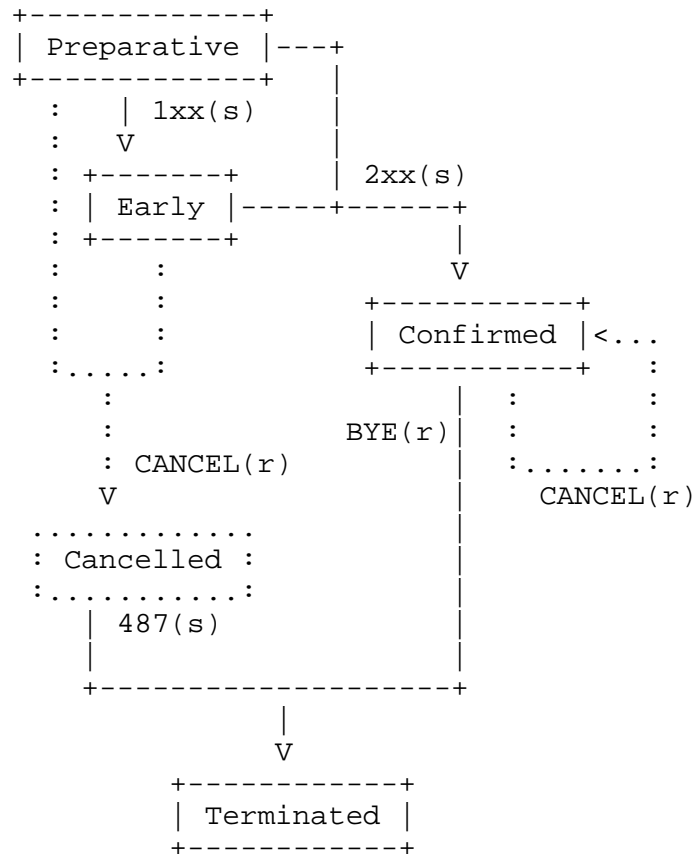 Preparative
1xx(s)
2xx(s)
Early
Confirmed
BYE(r)
CANCEL(r)
CANCEL(r)
Cancelled
487(s)
Terminated